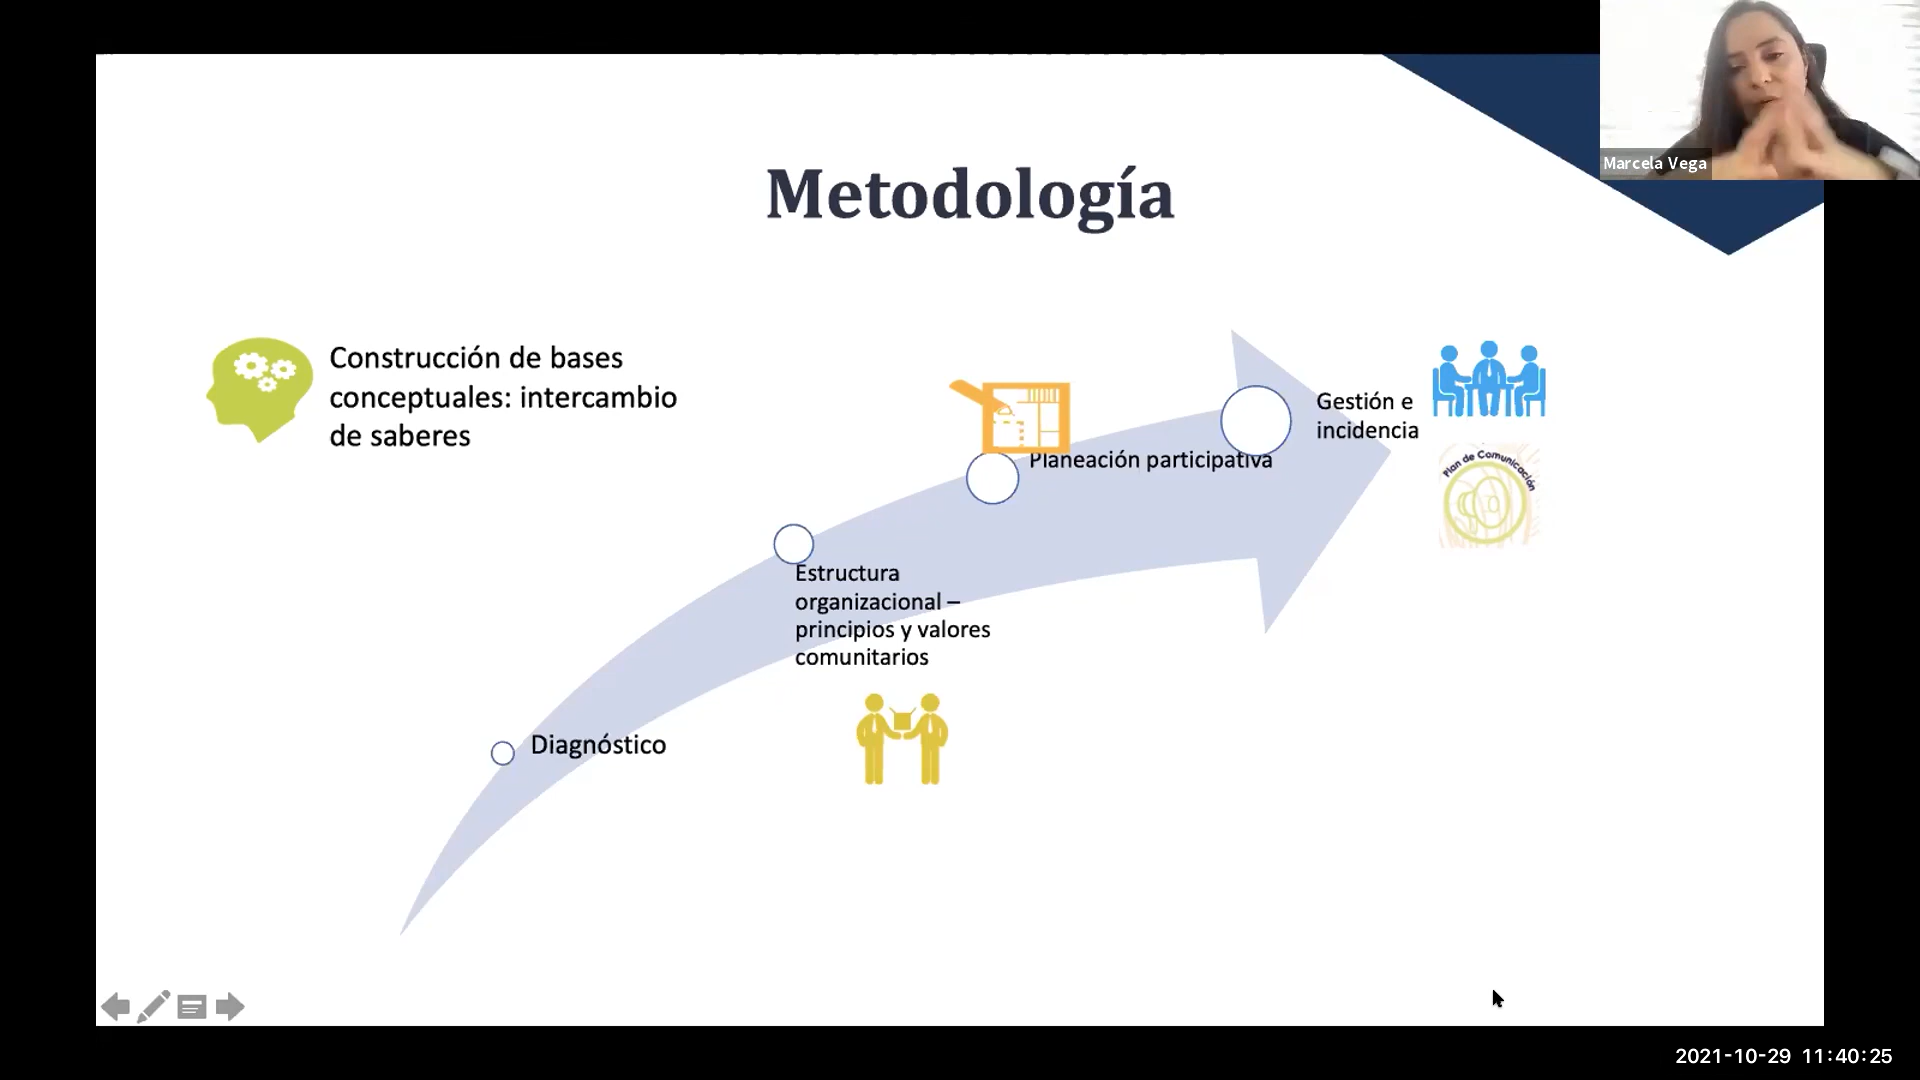 Marcela Vega
Metodología
Construcción de bases
conceptuales: intercambio
de saberes
Gestión e
incidencia
Planeación participativa
Plan de Comunicación
Estructura
organizacional –
principios y valores
comunitarios
Diagnóstico
2021-10-29 11:40:25